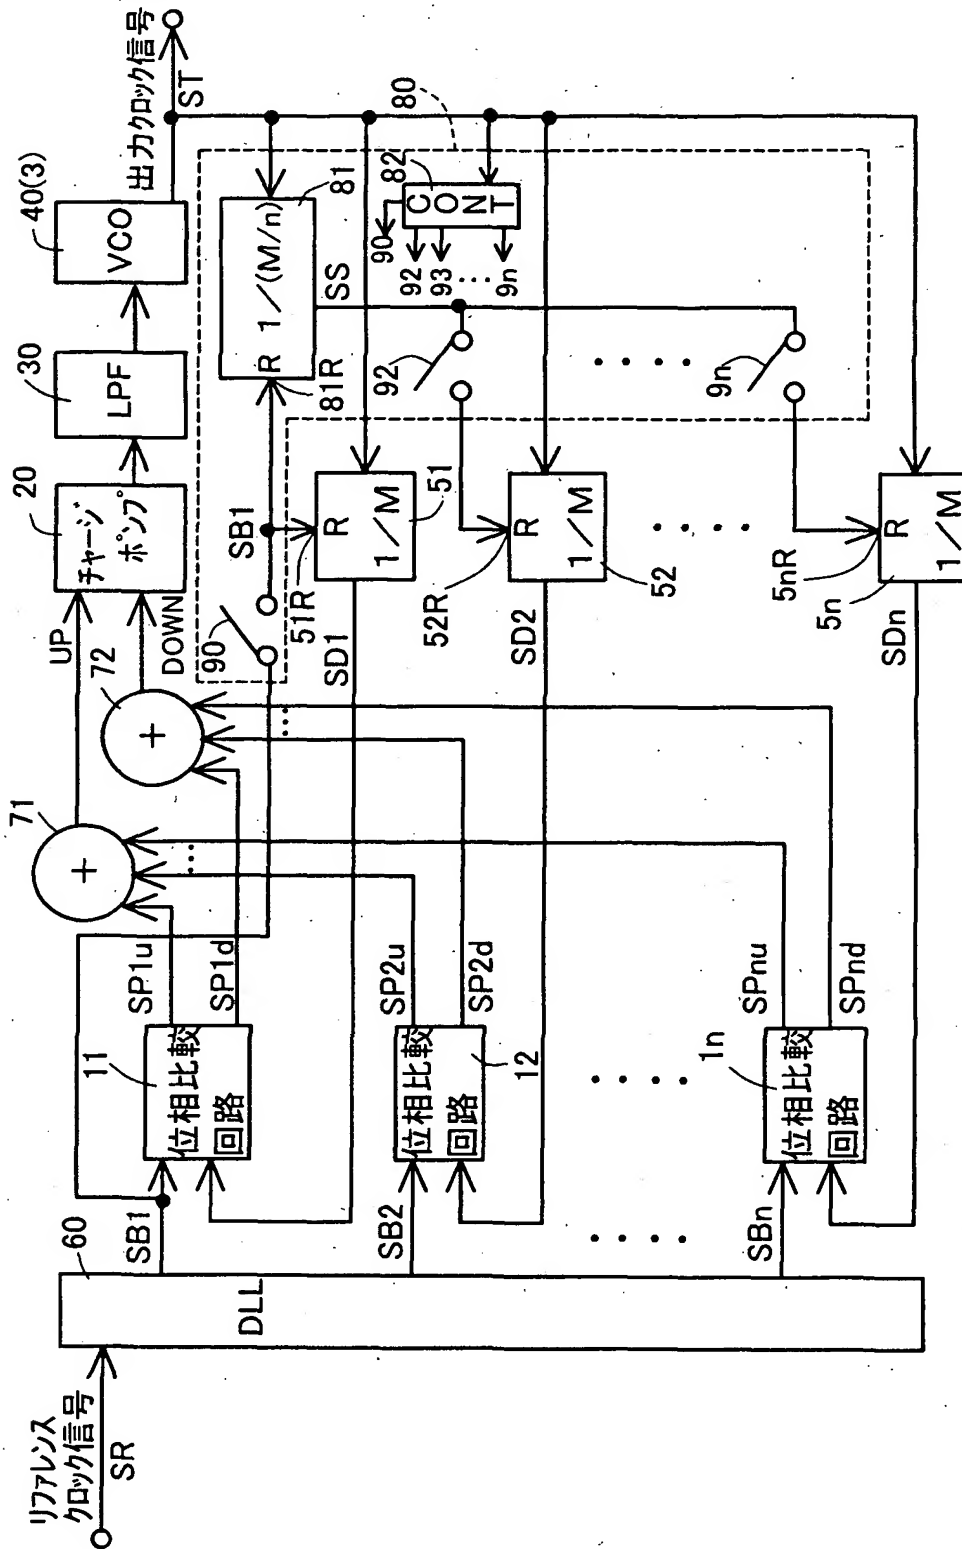 リファレンス
クロック信号
SR
60
DLL
SB1
SB2
SBn
11
位相比較
回路
SP1u
SP1d
12
位相比較
回路
SP2u
SP2d
1n
位相比較
回路
SPnu
SPnd
71
+
72
+
UP
DOWN
20
チャージ
ポンプ
30
LPF
40(3)
VCO
出力クロック信号
ST
80
90
SB1
81R
R 1/(M/n)
81
SS
82
CONT
90
92
93
9n
92
9n
51R
R
1/M
51
SD1
52R
R
1/M
52
SD2
5nR
5n
R
1/M
SDn